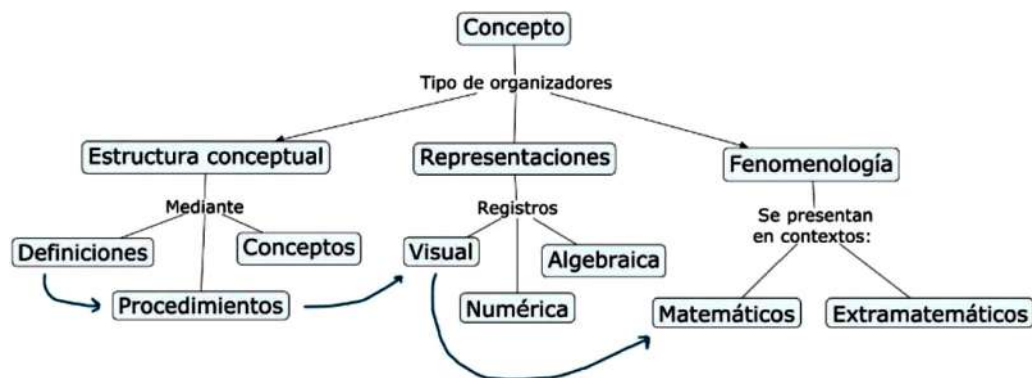 Concepto
Tipo de organizadores
Estructura conceptual
Representaciones
Fenomenología
Mediante
Registros
Se presentan
en contextos:
Definiciones
Conceptos
Procedimientos
Visual
Algebraica
Numérica
Matemáticos
Extramatemáticos